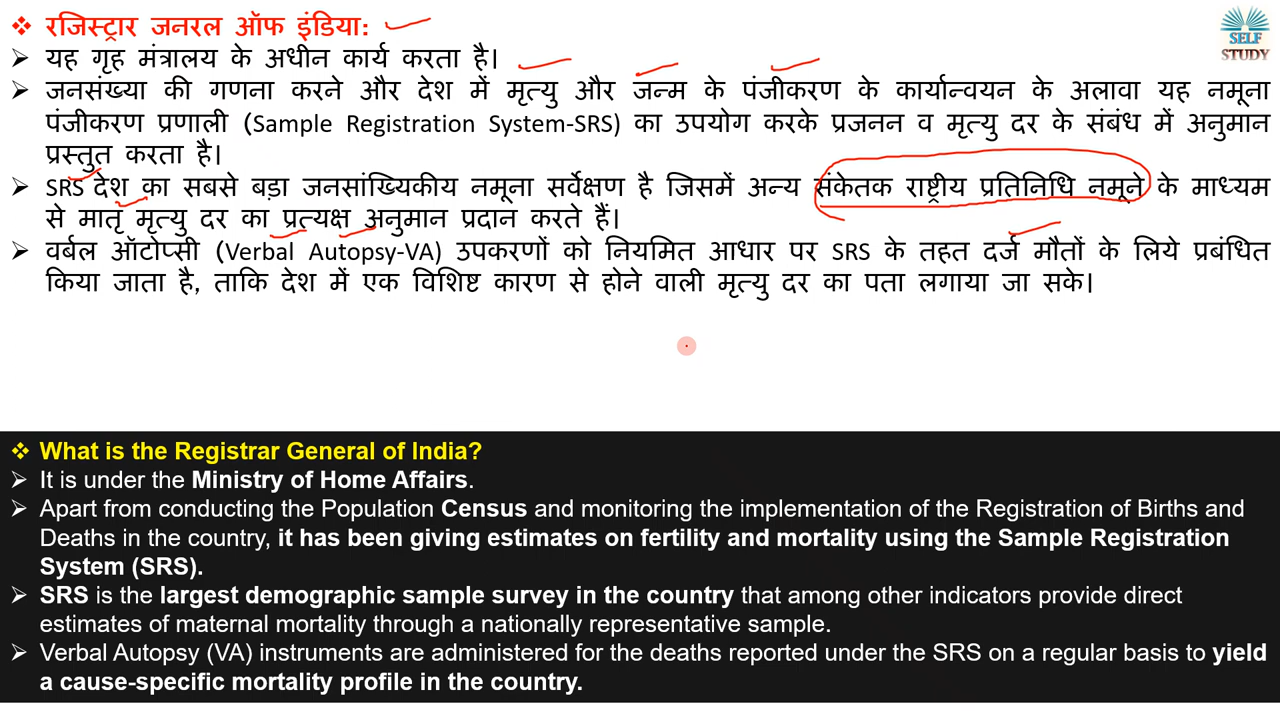 ❖ रजिस्ट्रार जनरल ऑफ इंडिया:
➢ यह गृह मंत्रालय के अधीन कार्य करता है।
➢ जनसंख्या की गणना करने और देश में मृत्यु और जन्म के पंजीकरण के कार्यान्वयन के अलावा यह नमूना
पंजीकरण प्रणाली (Sample Registration System-SRS) का उपयोग करके प्रजनन व मृत्यु दर के संबंध में अनुमान
प्रस्तुत करता है।
➢ SRS देश का सबसे बड़ा जनसांख्यिकीय नमूना सर्वेक्षण है जिसमें अन्य संकेतक राष्ट्रीय प्रतिनिधि नमूने के माध्यम
से मातृ मृत्यु दर का प्रत्यक्ष अनुमान प्रदान करते हैं।
➢ वर्बल ऑटोप्सी (Verbal Autopsy-VA) उपकरणों को नियमित आधार पर SRS के तहत दर्ज मौतों के लिये प्रबंधित
किया जाता है, ताकि देश में एक विशिष्ट कारण से होने वाली मृत्यु दर का पता लगाया जा सके।
SELF
STUDY
❖ What is the Registrar General of India?
➢ It is under the Ministry of Home Affairs.
➢ Apart from conducting the Population Census and monitoring the implementation of the Registration of Births and
Deaths in the country, it has been giving estimates on fertility and mortality using the Sample Registration
System (SRS).
➢ SRS is the largest demographic sample survey in the country that among other indicators provide direct
estimates of maternal mortality through a nationally representative sample.
➢ Verbal Autopsy (VA) instruments are administered for the deaths reported under the SRS on a regular basis to yield
a cause-specific mortality profile in the country.